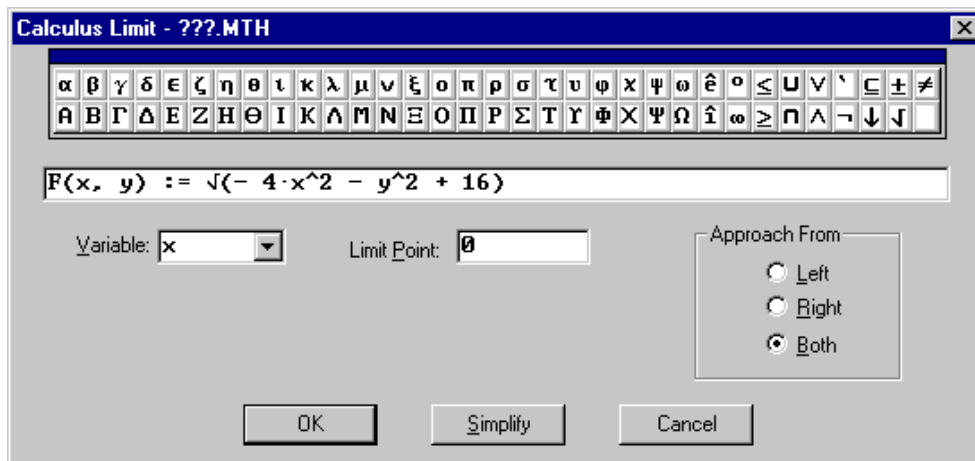 Calculus Limit - ???.MTH
α β γ δ ϵ ζ η θ ι κ λ μ ν ξ ο π ρ σ τ υ φ χ ψ ω ê ° ≤ ∪ ∨ ` ⊆ ± ≠
Α Β Γ Δ Ε Ζ Η Θ Ι Κ Λ Μ Ν Ξ Ο Π Ρ Σ Τ Υ Φ Χ Ψ Ω î ∞ ≥ ∩ ∧ ¬ ↓ √
F(x, y) := √(- 4·x^2 - y^2 + 16)
Variable: x Limit Point: 0
Approach From
Left
Right
Both
OK Simplify Cancel